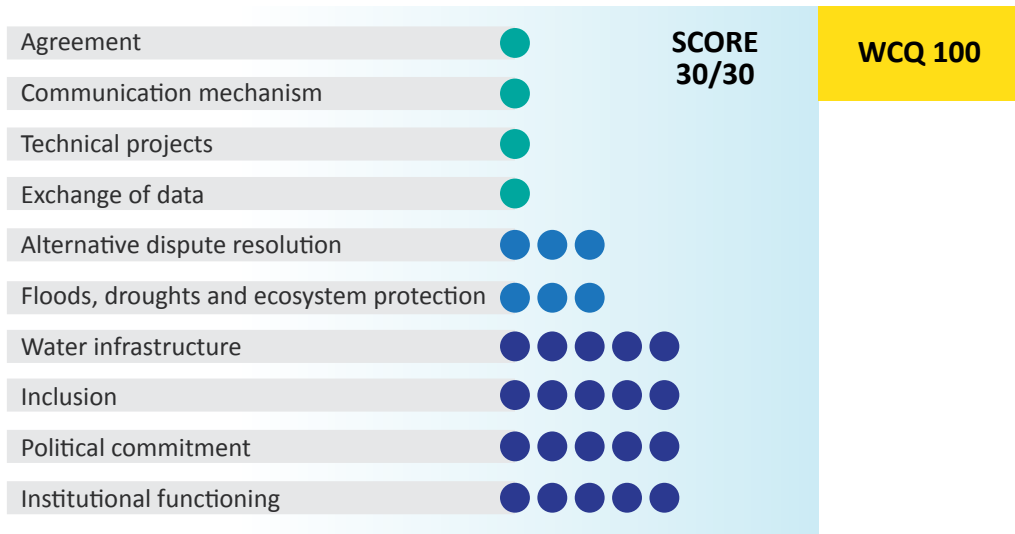 Agreement
Communication mechanism
Technical projects
Exchange of data
Alternative dispute resolution
Floods, droughts and ecosystem protection
Water infrastructure
Inclusion
Political commitment
Institutional functioning
SCORE
30/30
WCQ 100